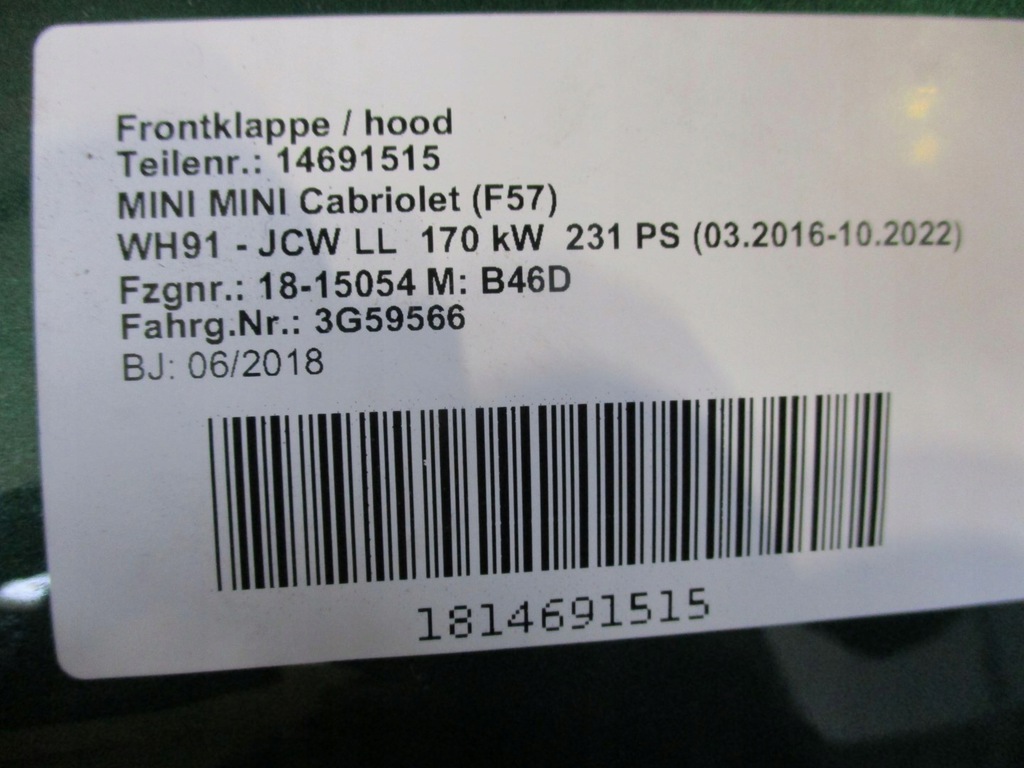 Frontklappe / hood
Teilenr.: 14691515
MINI MINI Cabriolet (F57)
WH91 - JCW LL 170 kW 231 PS (03.2016-10.2022)
Fzgnr.: 18-15054 M: B46D
Fahrg.Nr.: 3G59566
BJ: 06/2018
1814691515